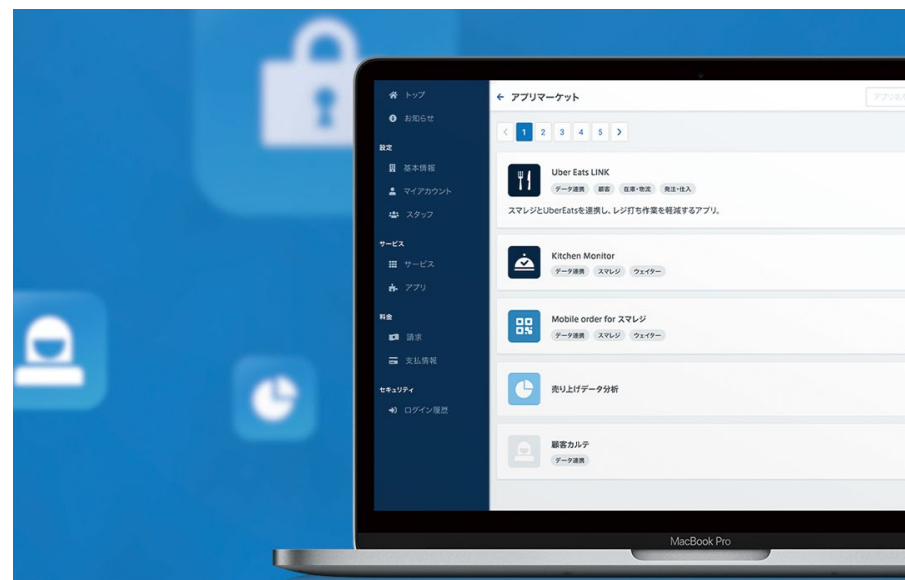 トップ
お知らせ
設定
基本情報
マイアカウント
スタッフ
サービス
サービス
アプリ
料金
請求
支払情報
セキュリティ
ログイン履歴
アプリマーケット
1 2 3 4 5
Uber Eats LINK
データ連携 顧客 在庫・物流 発注・仕入
スマレジとUberEatsを連携し、レジ打ち作業を軽減するアプリ。
Kitchen Monitor
データ連携 スマレジ ウェイター
Mobile order for スマレジ
データ連携 スマレジ ウェイター
売り上げデータ分析
顧客カルテ
データ連携
MacBook Pro